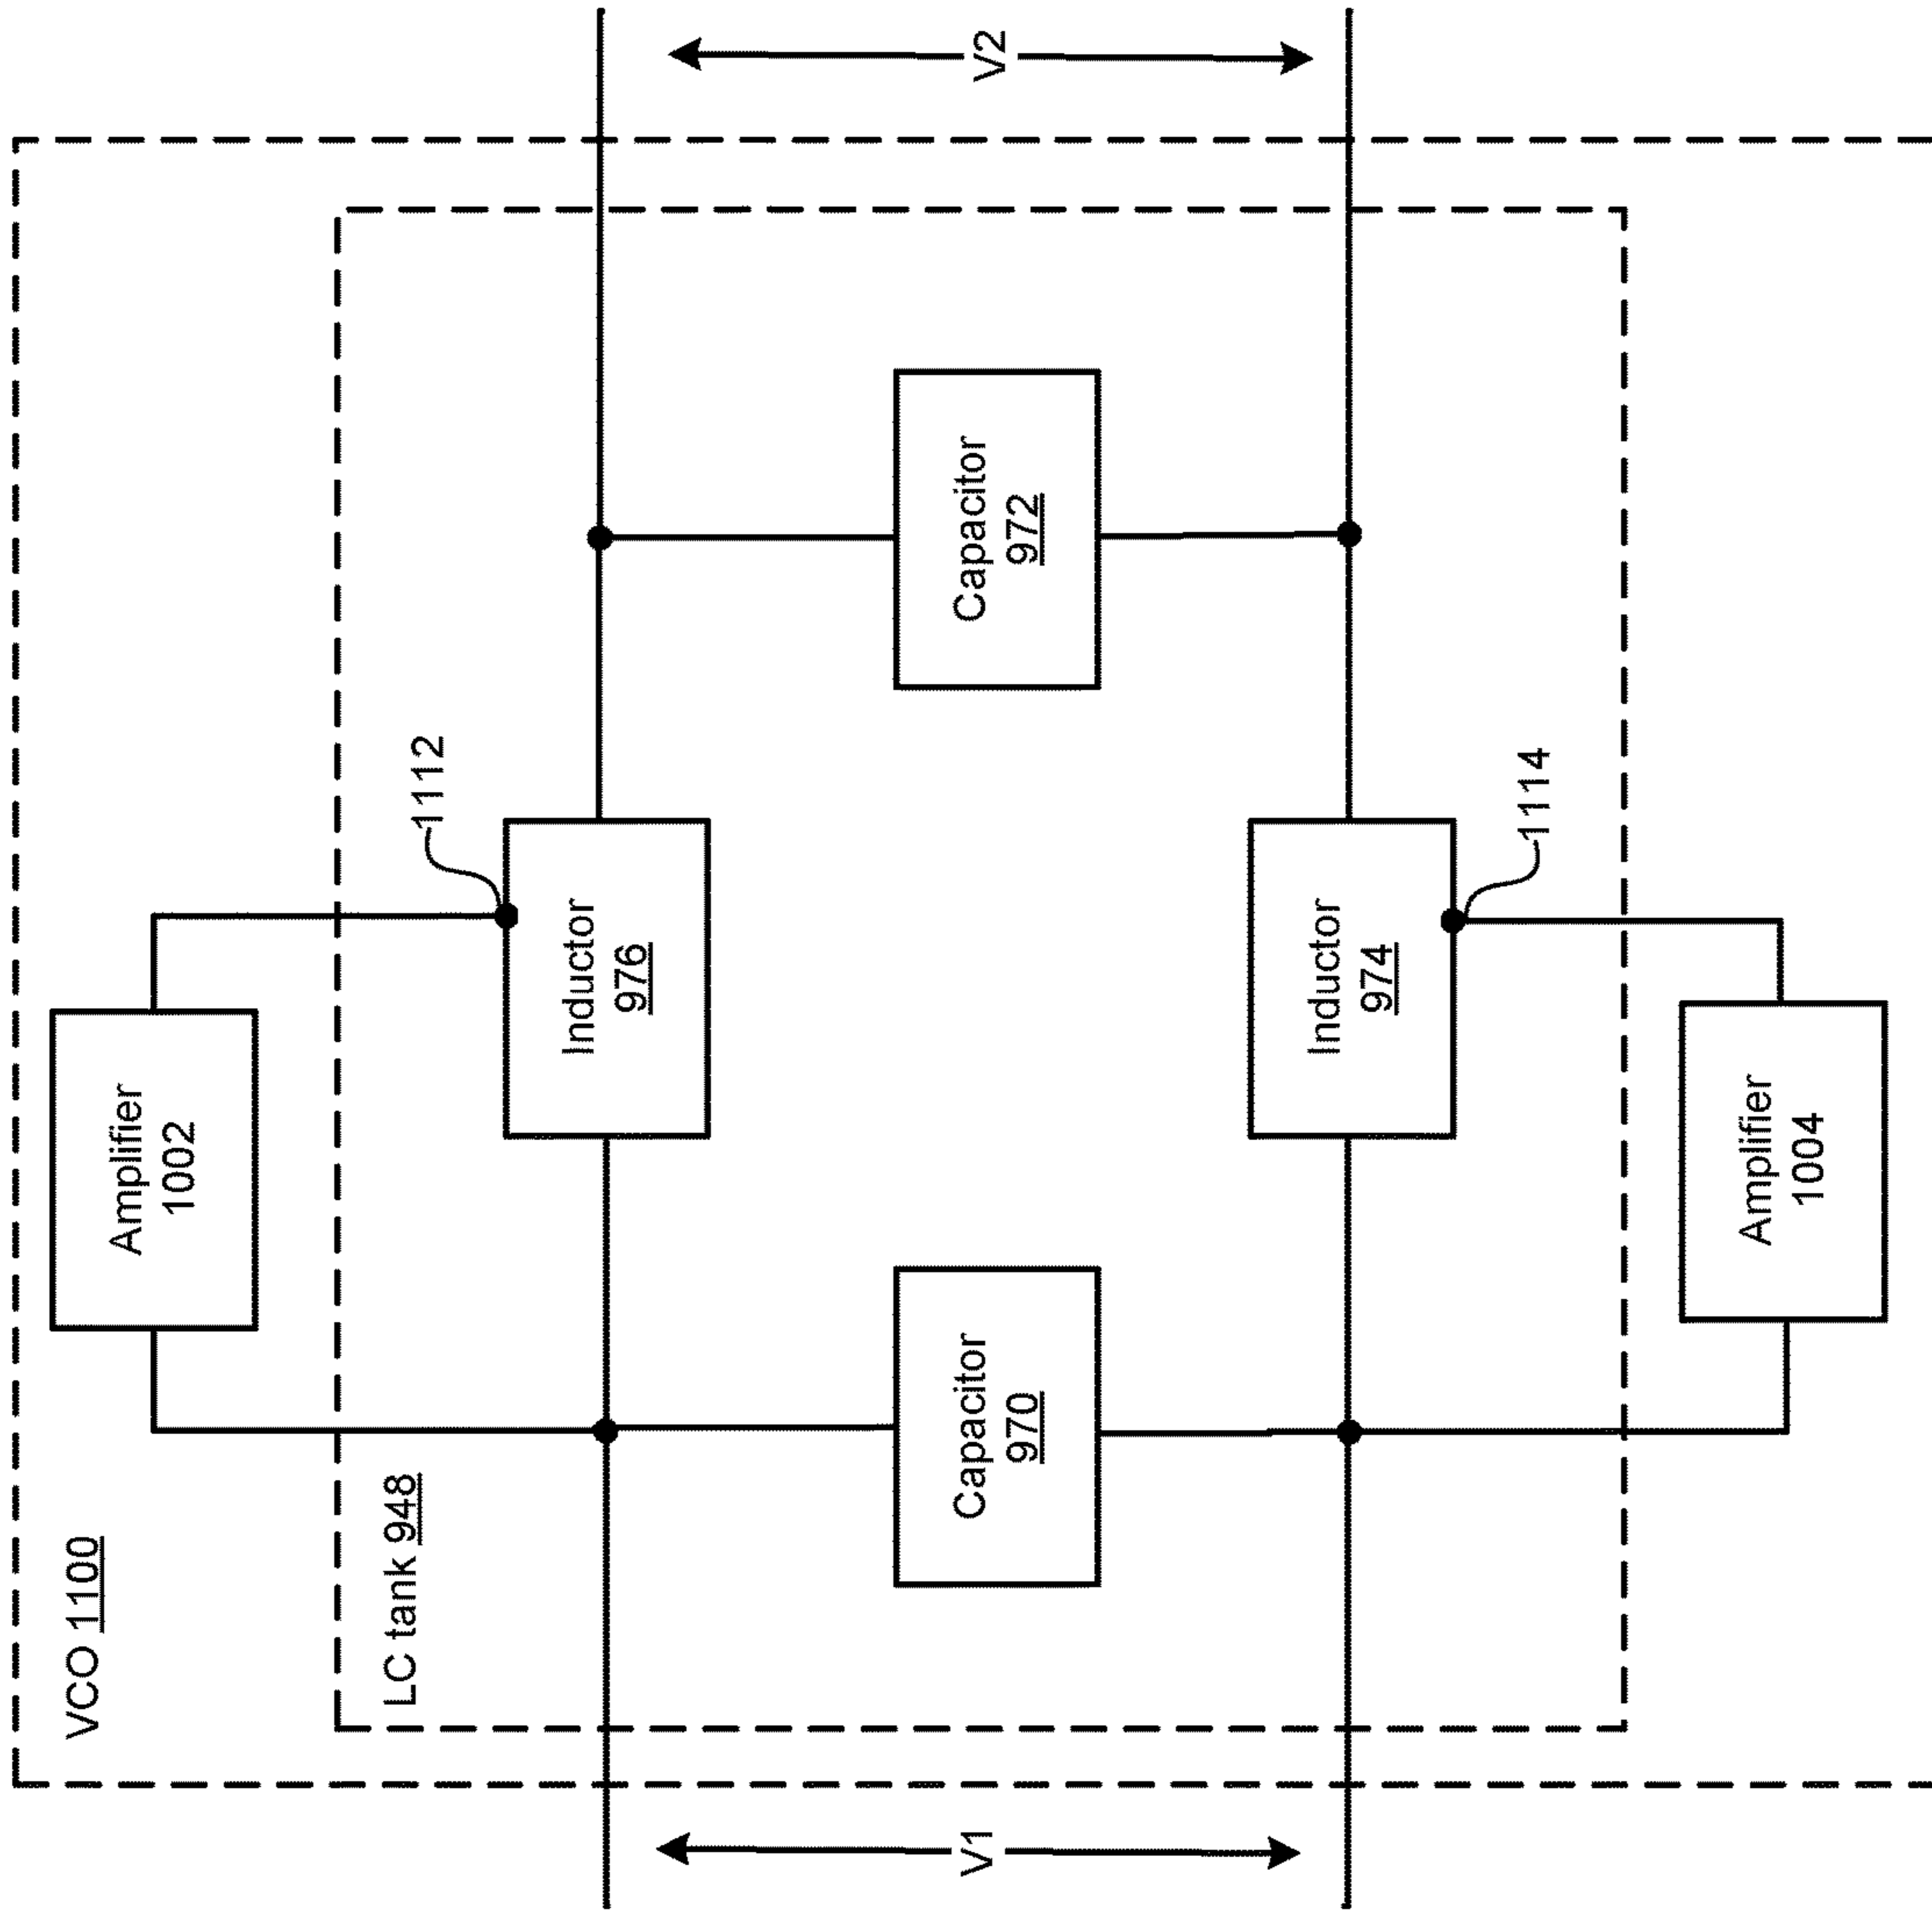 VCO 1100
LC tank 948
Amplifier
1002
1112
Inductor
976
V1
Capacitor
970
Capacitor
972
V2
Inductor
974
1114
Amplifier
1004